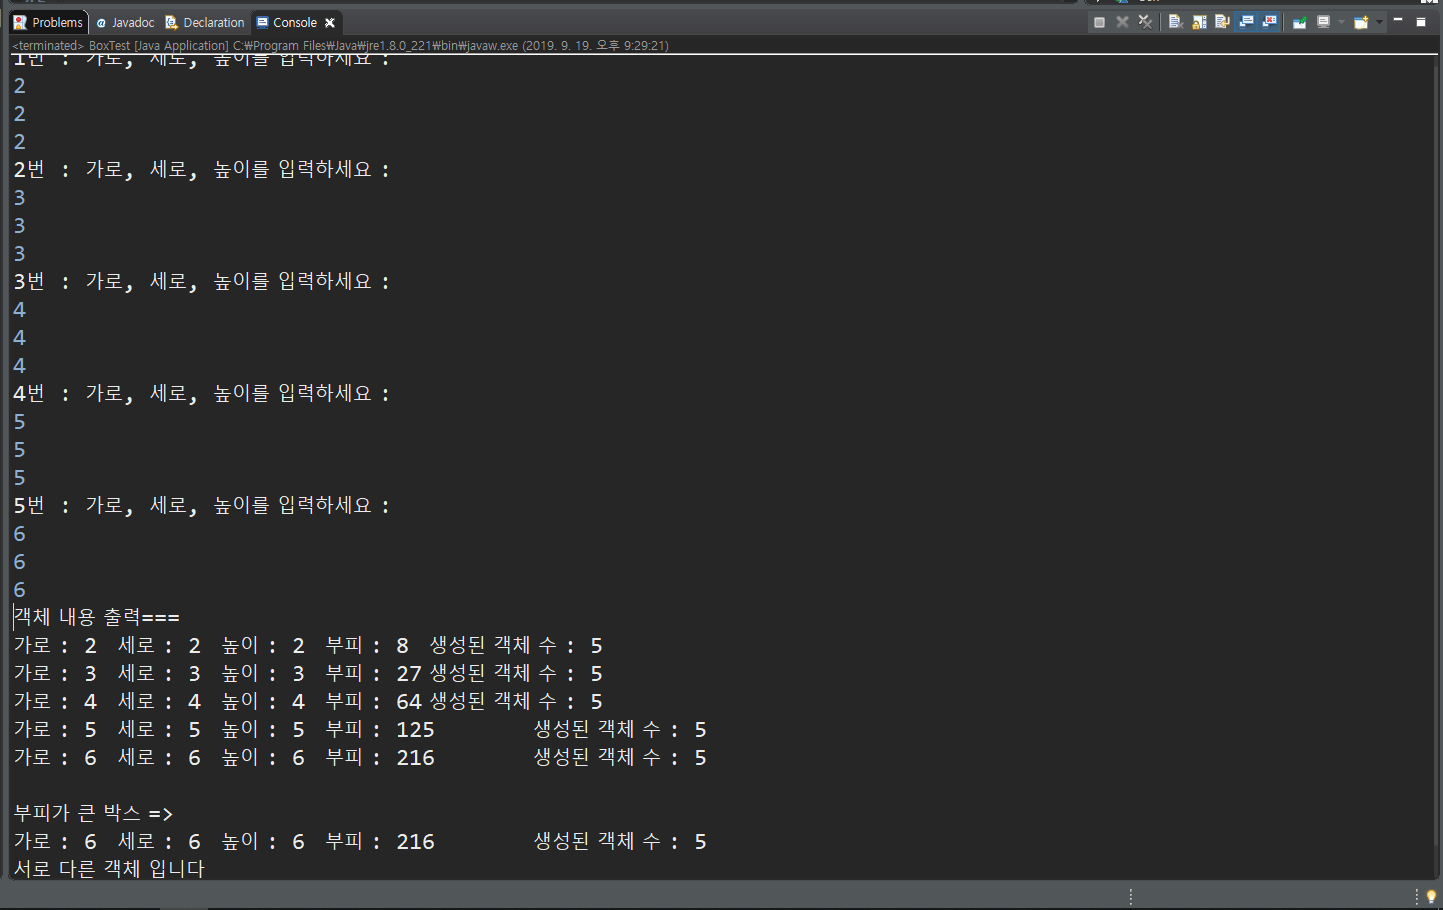 Problems @ Javadoc Declaration Console
<terminated> BoxTest [Java Application] C:₩Program Files₩Java₩jre1.8.0_221₩bin₩javaw.exe (2019. 9. 19. 오후 9:29:21)
1번 : 가로, 세로, 높이를 입력하세요 :
2
2
2
2번 : 가로, 세로, 높이를 입력하세요 :
3
3
3
3번 : 가로, 세로, 높이를 입력하세요 :
4
4
4
4번 : 가로, 세로, 높이를 입력하세요 :
5
5
5
5번 : 가로, 세로, 높이를 입력하세요 :
6
6
6
객체 내용 출력===
가로 : 2 세로 : 2 높이 : 2 부피 : 8 생성된 객체 수 : 5
가로 : 3 세로 : 3 높이 : 3 부피 : 27 생성된 객체 수 : 5
가로 : 4 세로 : 4 높이 : 4 부피 : 64 생성된 객체 수 : 5
가로 : 5 세로 : 5 높이 : 5 부피 : 125 생성된 객체 수 : 5
가로 : 6 세로 : 6 높이 : 6 부피 : 216 생성된 객체 수 : 5
부피가 큰 박스 =>
가로 : 6 세로 : 6 높이 : 6 부피 : 216 생성된 객체 수 : 5
서로 다른 객체 입니다